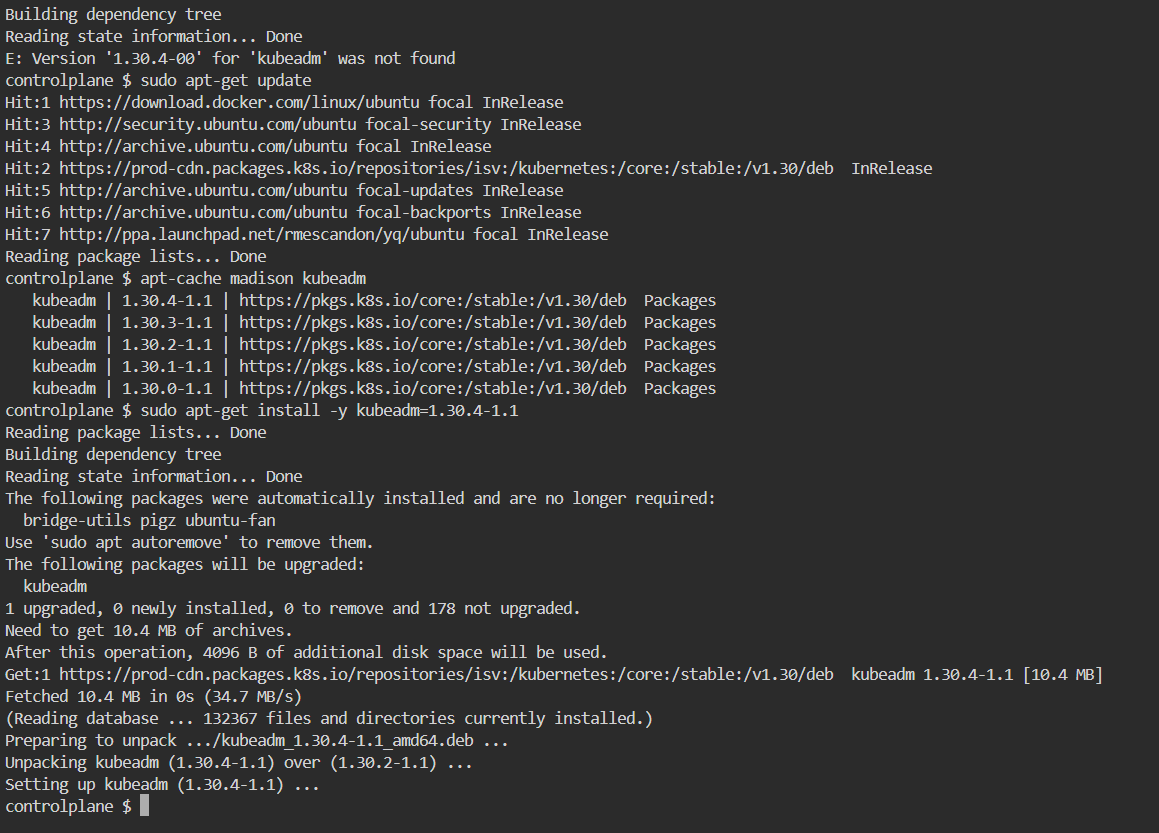 Building dependency tree
Reading state information... Done
E: Version '1.30.4-00' for 'kubeadm' was not found
controlplane $ sudo apt-get update
Hit:1 https://download.docker.com/linux/ubuntu focal InRelease
Hit:3 http://security.ubuntu.com/ubuntu focal-security InRelease
Hit:4 http://archive.ubuntu.com/ubuntu focal InRelease
Hit:2 https://prod-cdn.packages.k8s.io/repositories/isv:/kubernetes:/core:/stable:/v1.30/deb  InRelease
Hit:5 http://archive.ubuntu.com/ubuntu focal-updates InRelease
Hit:6 http://archive.ubuntu.com/ubuntu focal-backports InRelease
Hit:7 http://ppa.launchpad.net/rmescandon/yq/ubuntu focal InRelease
Reading package lists... Done
controlplane $ apt-cache madison kubeadm
   kubeadm | 1.30.4-1.1 | https://pkgs.k8s.io/core:/stable:/v1.30/deb  Packages
   kubeadm | 1.30.3-1.1 | https://pkgs.k8s.io/core:/stable:/v1.30/deb  Packages
   kubeadm | 1.30.2-1.1 | https://pkgs.k8s.io/core:/stable:/v1.30/deb  Packages
   kubeadm | 1.30.1-1.1 | https://pkgs.k8s.io/core:/stable:/v1.30/deb  Packages
   kubeadm | 1.30.0-1.1 | https://pkgs.k8s.io/core:/stable:/v1.30/deb  Packages
controlplane $ sudo apt-get install -y kubeadm=1.30.4-1.1
Reading package lists... Done
Building dependency tree
Reading state information... Done
The following packages were automatically installed and are no longer required:
  bridge-utils pigz ubuntu-fan
Use 'sudo apt autoremove' to remove them.
The following packages will be upgraded:
  kubeadm
1 upgraded, 0 newly installed, 0 to remove and 178 not upgraded.
Need to get 10.4 MB of archives.
After this operation, 4096 B of additional disk space will be used.
Get:1 https://prod-cdn.packages.k8s.io/repositories/isv:/kubernetes:/core:/stable:/v1.30/deb  kubeadm 1.30.4-1.1 [10.4 MB]
Fetched 10.4 MB in 0s (34.7 MB/s)
(Reading database ... 132367 files and directories currently installed.)
Preparing to unpack .../kubeadm_1.30.4-1.1_amd64.deb ...
Unpacking kubeadm (1.30.4-1.1) over (1.30.2-1.1) ...
Setting up kubeadm (1.30.4-1.1) ...
controlplane $